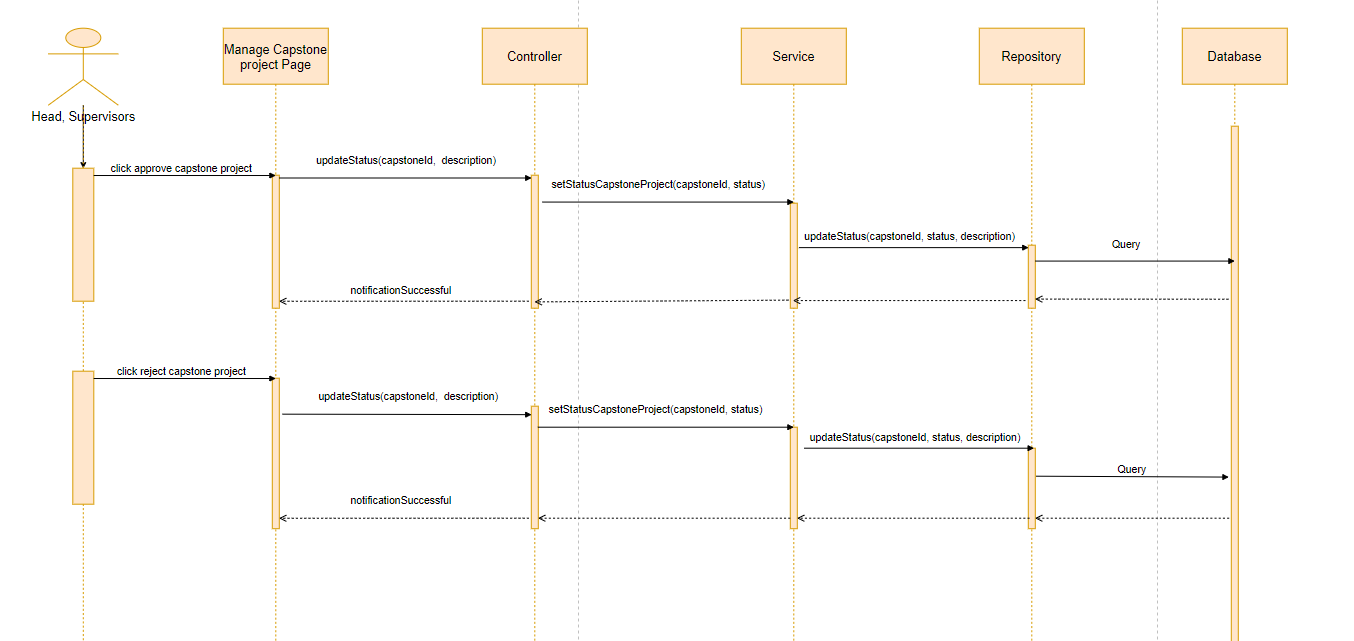 Manage Capstone
project Page
Controller
Service
Repository
Database
Head, Supervisors
click approve capstone project
updateStatus(capstoneId, description)
setStatusCapstoneProject(capstoneId, status)
updateStatus(capstoneId, status, description)
Query
notificationSuccessful
click reject capstone project
updateStatus(capstoneId, description)
setStatusCapstoneProject(capstoneId, status)
updateStatus(capstoneId, status, description)
Query
notificationSuccessful